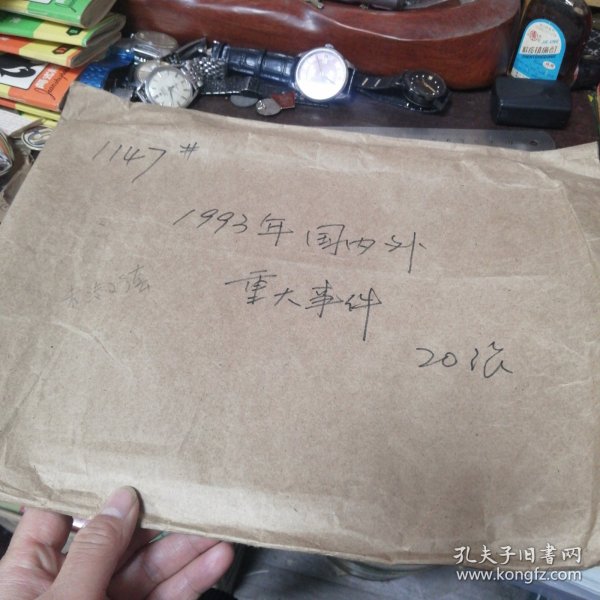 1147#
1993年国内外
重大事件
20张
孔夫子旧书网
www.kongfz.com